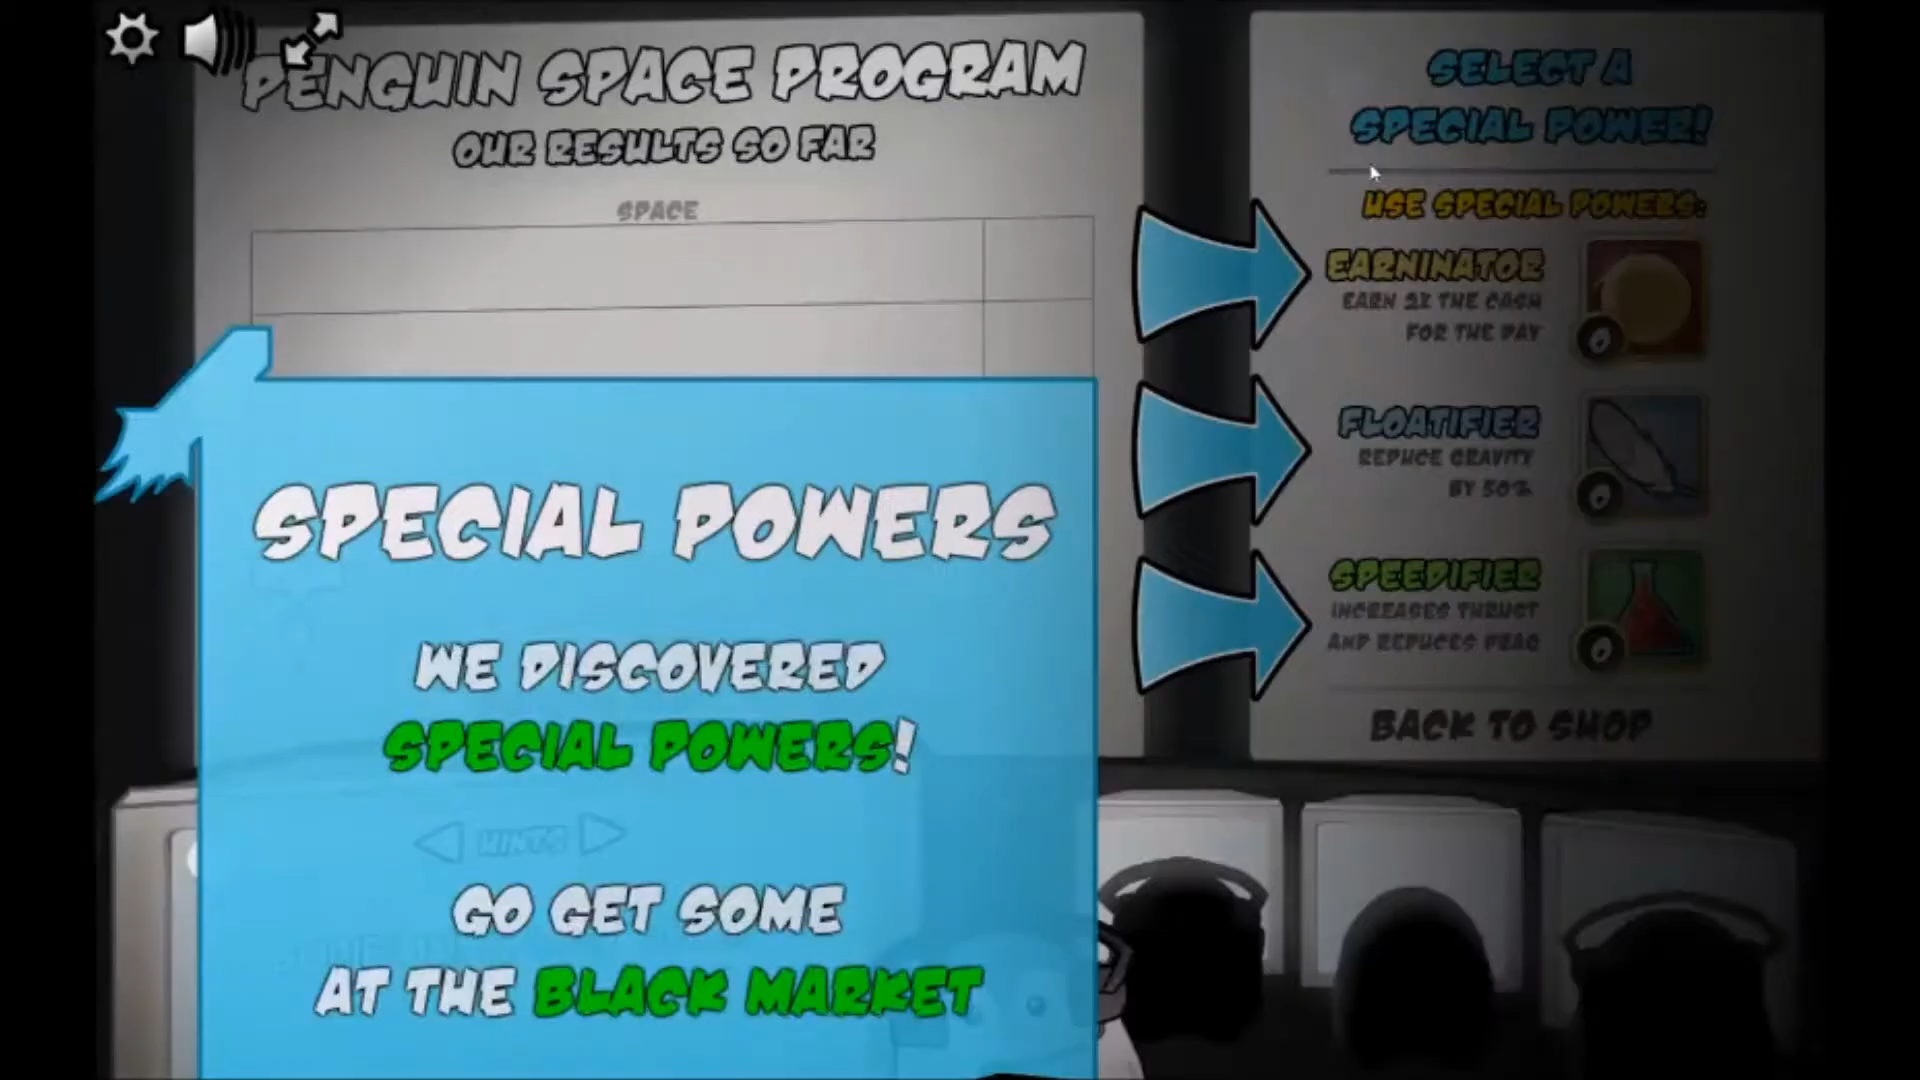 PENGUIN SPACE PROGRAM
OUR RESULTS SO FAR
SPACE
SPECIAL POWERS
WE DISCOVERED
SPECIAL POWERS!
HINTS
GO GET SOME
AT THE BLACK MARKET
SELECT A
SPECIAL POWER!
USE SPECIAL POWERS:
EARNINATOR
EARN 2X THE CASH
FOR THE DAY
0
FLOATIFIER
REDUCE GRAVITY
BY 50%
0
SPEEDIFIER
INCREASES THRUST
AND REDUCES DRAG
0
BACK TO SHOP